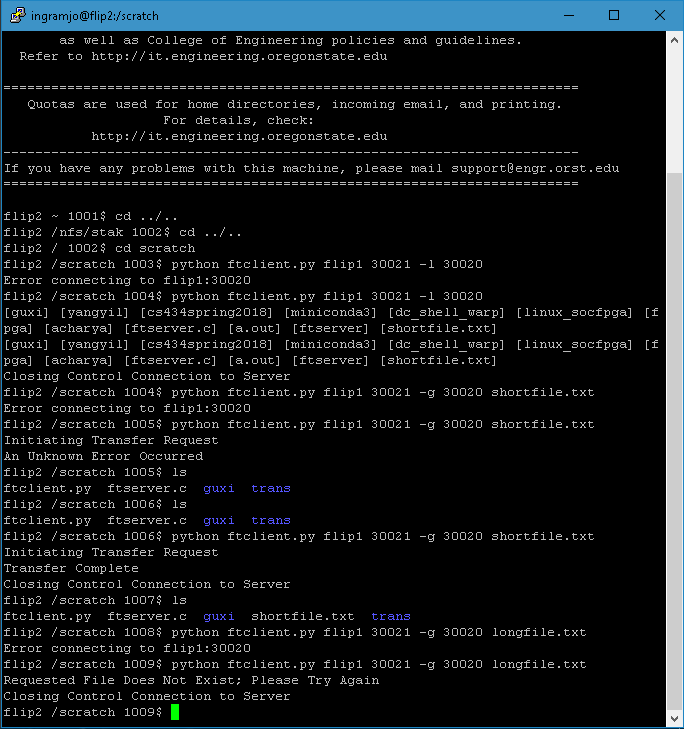 ingramjo@flip2:/scratch
as well as College of Engineering policies and guidelines.
Refer to http://it.engineering.oregonstate.edu
========================================================================
Quotas are used for home directories, incoming email, and printing.
For details, check:
http://it.engineering.oregonstate.edu
------------------------------------------------------------------------
If you have any problems with this machine, please mail support@engr.orst.edu
========================================================================
flip2 ~ 1001$ cd ../..
flip2 /nfs/stak 1002$ cd ../..
flip2 / 1002$ cd scratch
flip2 /scratch 1003$ python ftclient.py flip1 30021 -l 30020
Error connecting to flip1:30020
flip2 /scratch 1004$ python ftclient.py flip1 30021 -l 30020
[guxi] [yangyil] [cs434spring2018] [miniconda3] [dc_shell_warp] [linux_socfpga] [f
pga] [acharya] [ftserver.c] [a.out] [ftserver] [shortfile.txt]
[guxi] [yangyil] [cs434spring2018] [miniconda3] [dc_shell_warp] [linux_socfpga] [f
pga] [acharya] [ftserver.c] [a.out] [ftserver] [shortfile.txt]
Closing Control Connection to Server
flip2 /scratch 1004$ python ftclient.py flip1 30021 -g 30020 shortfile.txt
Error connecting to flip1:30020
flip2 /scratch 1005$ python ftclient.py flip1 30021 -g 30020 shortfile.txt
Initiating Transfer Request
An Unknown Error Occurred
flip2 /scratch 1005$ ls
ftclient.py  ftserver.c  guxi  trans
flip2 /scratch 1006$ ls
ftclient.py  ftserver.c  guxi  trans
flip2 /scratch 1006$ python ftclient.py flip1 30021 -g 30020 shortfile.txt
Initiating Transfer Request
Transfer Complete
Closing Control Connection to Server
flip2 /scratch 1007$ ls
ftclient.py  ftserver.c  guxi  shortfile.txt  trans
flip2 /scratch 1008$ python ftclient.py flip1 30021 -g 30020 longfile.txt
Error connecting to flip1:30020
flip2 /scratch 1009$ python ftclient.py flip1 30021 -g 30020 longfile.txt
Requested File Does Not Exist; Please Try Again
Closing Control Connection to Server
flip2 /scratch 1009$